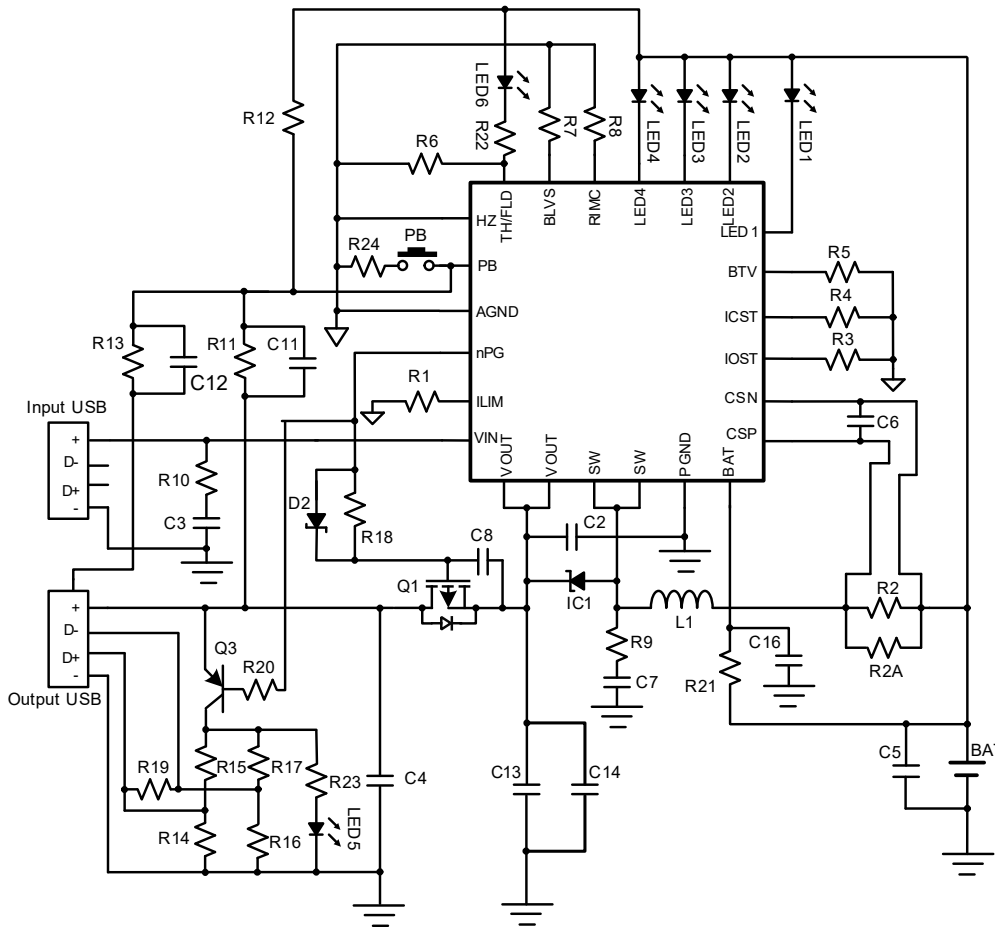 R12
LED6
R22
R7
R8
LED4
LED3
LED2
LED1
R6
TH/FLD
BLVS
RIMC
LED4
LED3
LED2
LED 1
HZ
R24
PB
PB
BTV
R5
AGND
ICST
R4
R13
C12
R11
C11
nPG
IOST
R3
R1
ILIM
CSN
C6
Input USB
+
D-
D+
-
VIN
VOUT
VOUT
SW
SW
PGND
BAT
CSP
R10
C3
D2
R18
C2
C8
Q1
IC1
L1
R2
R2A
Output USB
+
D-
D+
-
Q3
R20
R9
C7
R21
C16
R19
R15
R17
R23
C4
C13
C14
C5
BAT
R14
R16
LED5